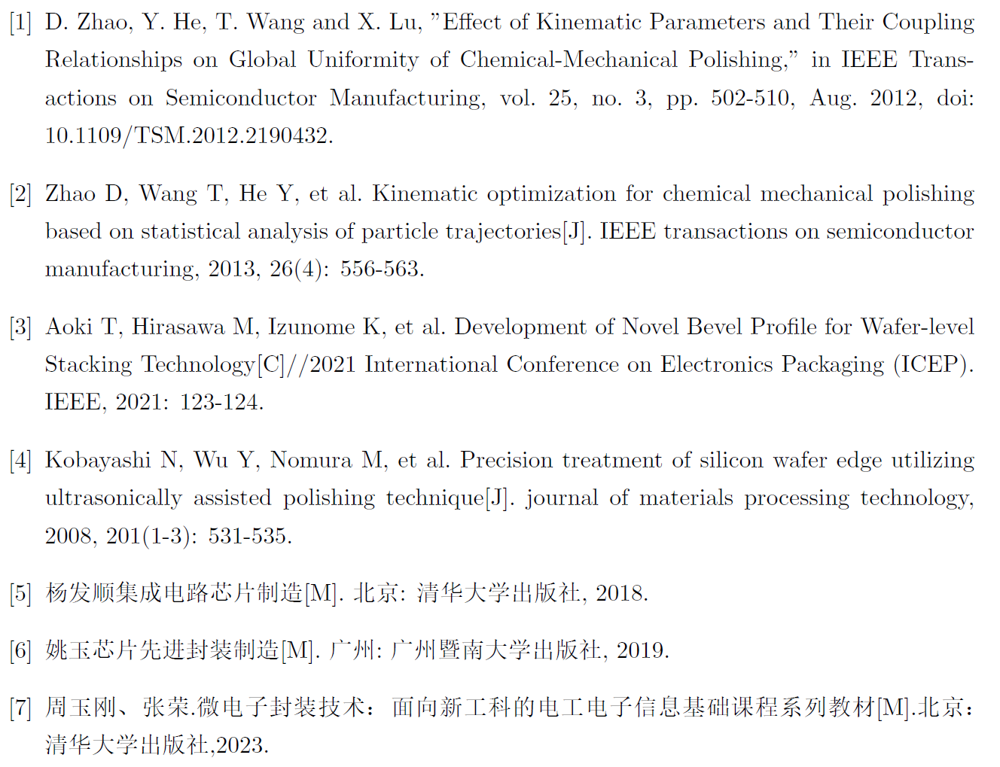 [1] D. Zhao, Y. He, T. Wang and X. Lu, ”Effect of Kinematic Parameters and Their Coupling
Relationships on Global Uniformity of Chemical-Mechanical Polishing,” in IEEE Trans-
actions on Semiconductor Manufacturing, vol. 25, no. 3, pp. 502-510, Aug. 2012, doi:
10.1109/TSM.2012.2190432.
[2] Zhao D, Wang T, He Y, et al. Kinematic optimization for chemical mechanical polishing
based on statistical analysis of particle trajectories[J]. IEEE transactions on semiconductor
manufacturing, 2013, 26(4): 556-563.
[3] Aoki T, Hirasawa M, Izunome K, et al. Development of Novel Bevel Profile for Wafer-level
Stacking Technology[C]//2021 International Conference on Electronics Packaging (ICEP).
IEEE, 2021: 123-124.
[4] Kobayashi N, Wu Y, Nomura M, et al. Precision treatment of silicon wafer edge utilizing
ultrasonically assisted polishing technique[J]. journal of materials processing technology,
2008, 201(1-3): 531-535.
[5] 杨发顺集成电路芯片制造[M]. 北京: 清华大学出版社, 2018.
[6] 姚玉芯片先进封装制造[M]. 广州: 广州暨南大学出版社, 2019.
[7] 周玉刚、张荣.微电子封装技术：面向新工科的电工电子信息基础课程系列教材[M].北京：
清华大学出版社,2023.